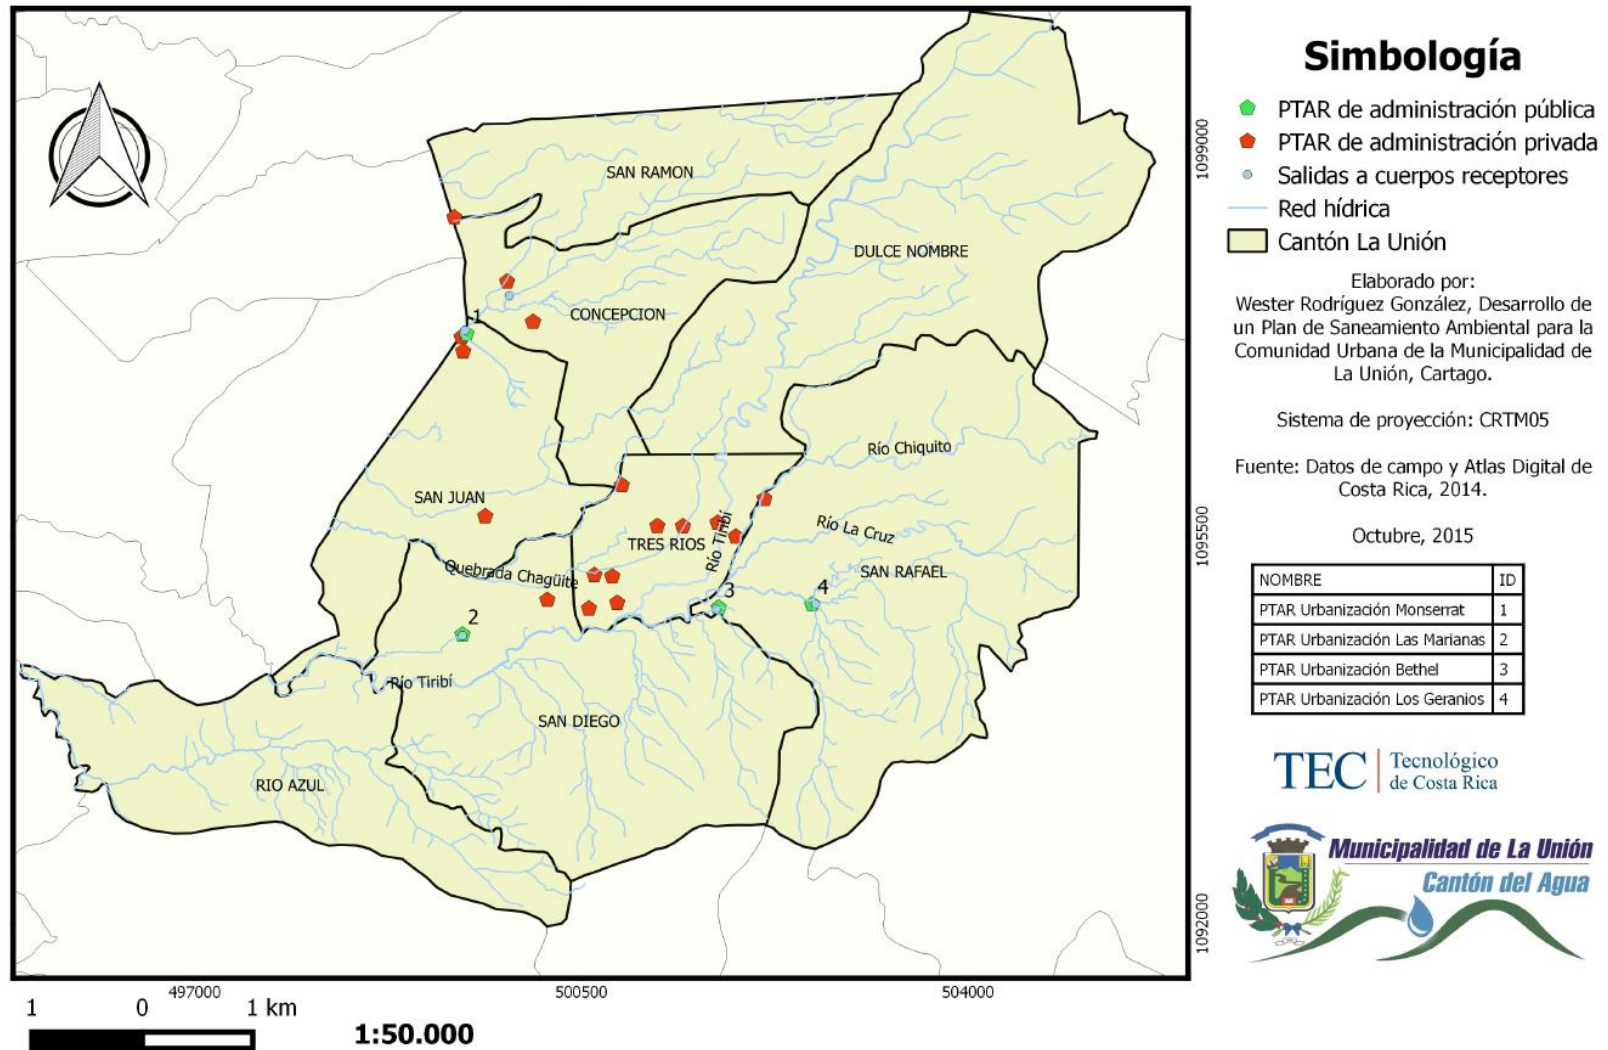 SAN RAMON
DULCE NOMBRE
CONCEPCION
1
Río Chiquito
SAN JUAN
Río La Cruz
TRES RIOS
Río Tiribí
Quebrada Chagüite
SAN RAFAEL
3
4
2
Río Tiribí
SAN DIEGO
RIO AZUL
1099000
1095500
1092000
497000
500500
504000
1 0 1 km
1:50.000
Simbología
PTAR de administración pública
PTAR de administración privada
Salidas a cuerpos receptores
Red hídrica
Cantón La Unión
Elaborado por:
Wester Rodríguez González, Desarrollo de
un Plan de Saneamiento Ambiental para la
Comunidad Urbana de la Municipalidad de
La Unión, Cartago.
Sistema de proyección: CRTM05
Fuente: Datos de campo y Atlas Digital de
Costa Rica, 2014.
Octubre, 2015
NOMBRE ID
PTAR Urbanización Monserrat 1
PTAR Urbanización Las Marianas 2
PTAR Urbanización Bethel 3
PTAR Urbanización Los Geranios 4
TEC Tecnológico
de Costa Rica
Municipalidad de La Unión
Cantón del Agua